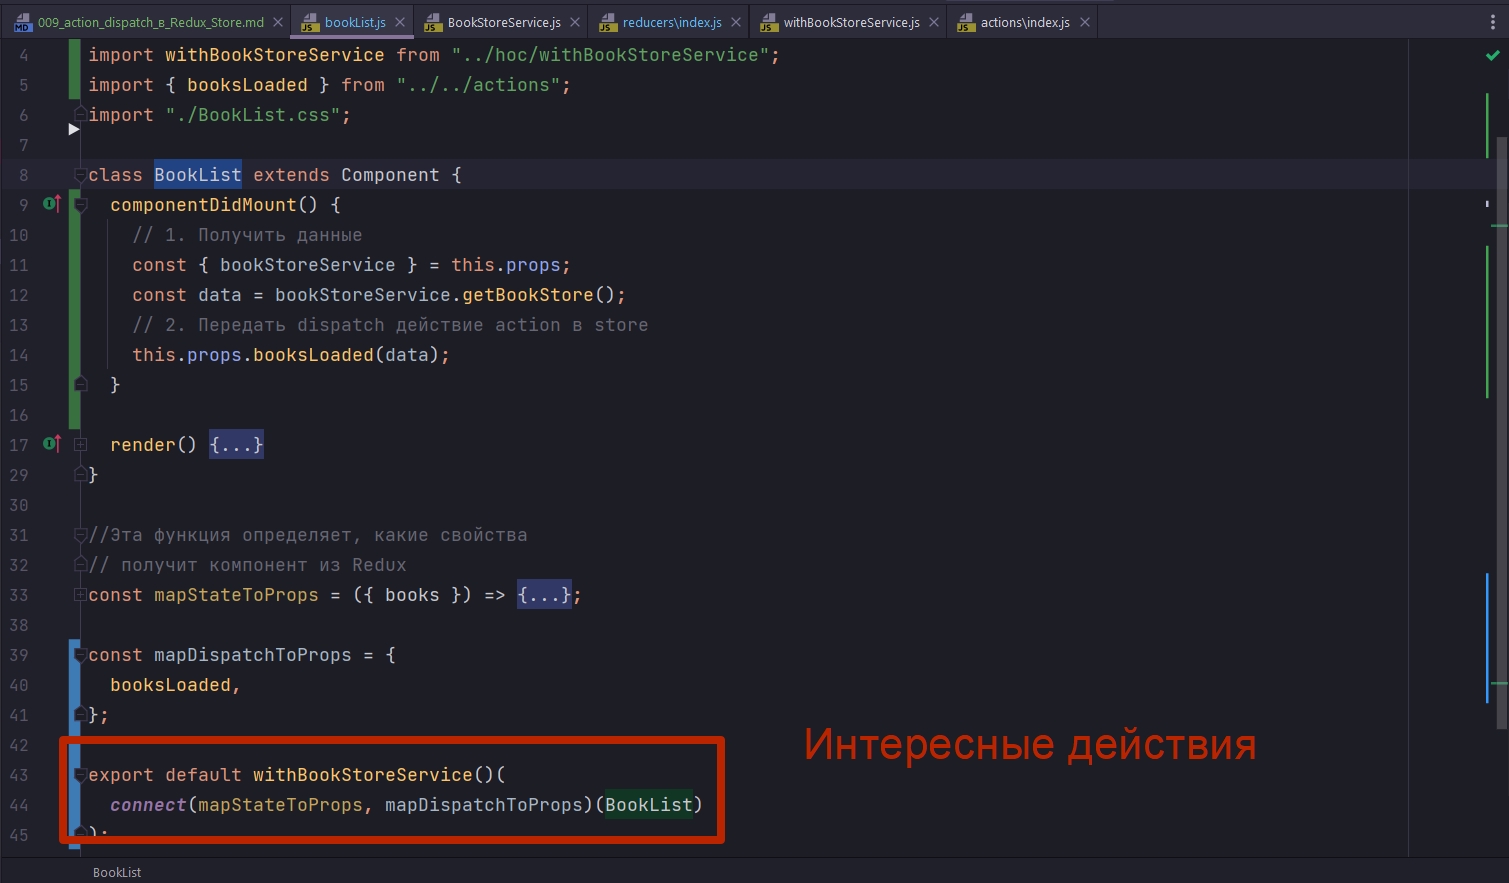 009_action_dispatch_в_Redux_Store.md bookList.js BookStoreService.js reducers\index.js withBookStoreService.js actions\index.js
4 import withBookStoreService from "../hoc/withBookStoreService";
5 import { booksLoaded } from "../../actions";
6 import "./BookList.css";
7
8 class BookList extends Component {
9 componentDidMount() {
10 // 1. Получить данные
11 const { bookStoreService } = this.props;
12 const data = bookStoreService.getBookStore();
13 // 2. Передать dispatch действие action в store
14 this.props.booksLoaded(data);
15 }
16
17 render() {...}
29 }
30
31 //Эта функция определяет, какие свойства
32 // получит компонент из Redux
33 const mapStateToProps = ({ books }) => {...};
38
39 const mapDispatchToProps = {
40 booksLoaded,
41 };
42
Интересные действия
43 export default withBookStoreService()(
44 connect(mapStateToProps, mapDispatchToProps)(BookList)
45 );
BookList